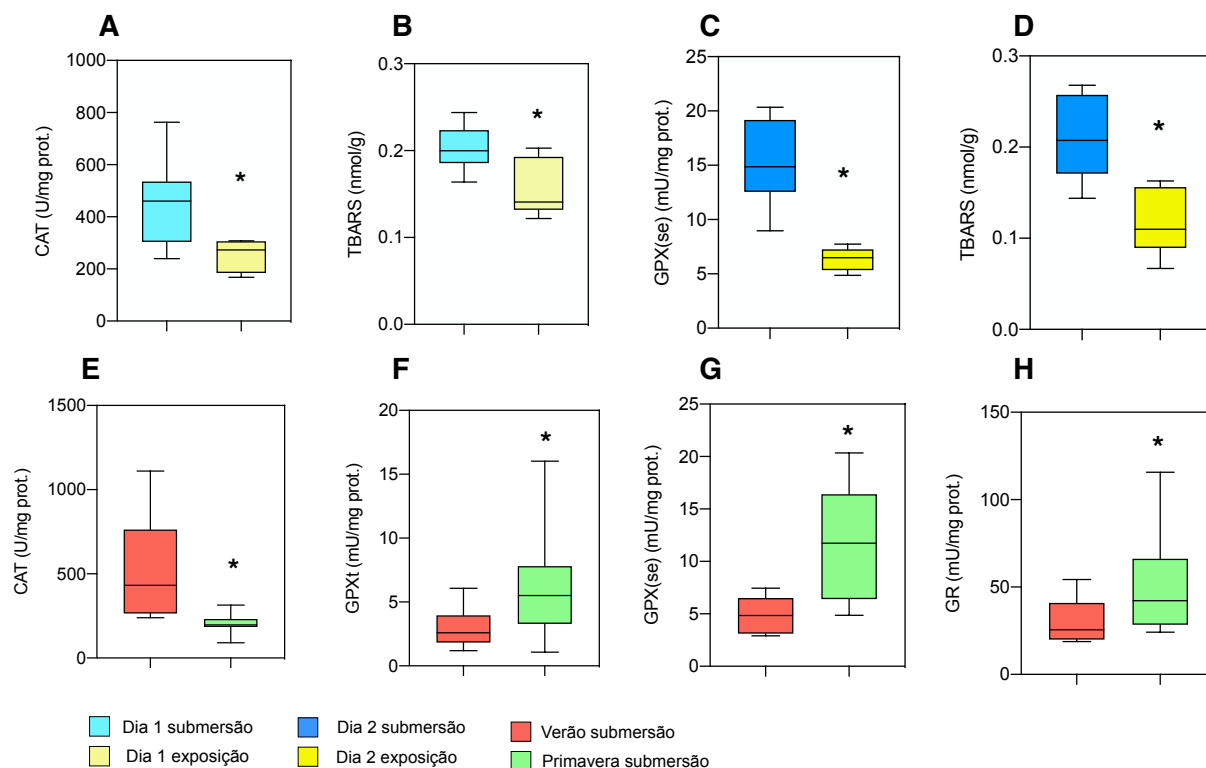 A
CAT (U/mg prot.)
1000
800
600
400
200
0
*
B
TBARS (nmol/g)
0.3
0.2
0.1
0.0
*
C
GPX(se) (mU/mg prot.)
25
20
15
10
5
0
*
D
TBARS (nmol/g)
0.3
0.2
0.1
0.0
*
E
CAT (U/mg prot.)
1500
1000
500
0
*
F
GPXt (mU/mg prot.)
20
15
10
5
0
*
G
GPX(se) (mU/mg prot.)
25
20
15
10
5
0
*
H
GR (mU/mg prot.)
150
100
50
0
*
Dia 1 submersão
Dia 1 exposição
Dia 2 submersão
Dia 2 exposição
Verão submersão
Primavera submersão